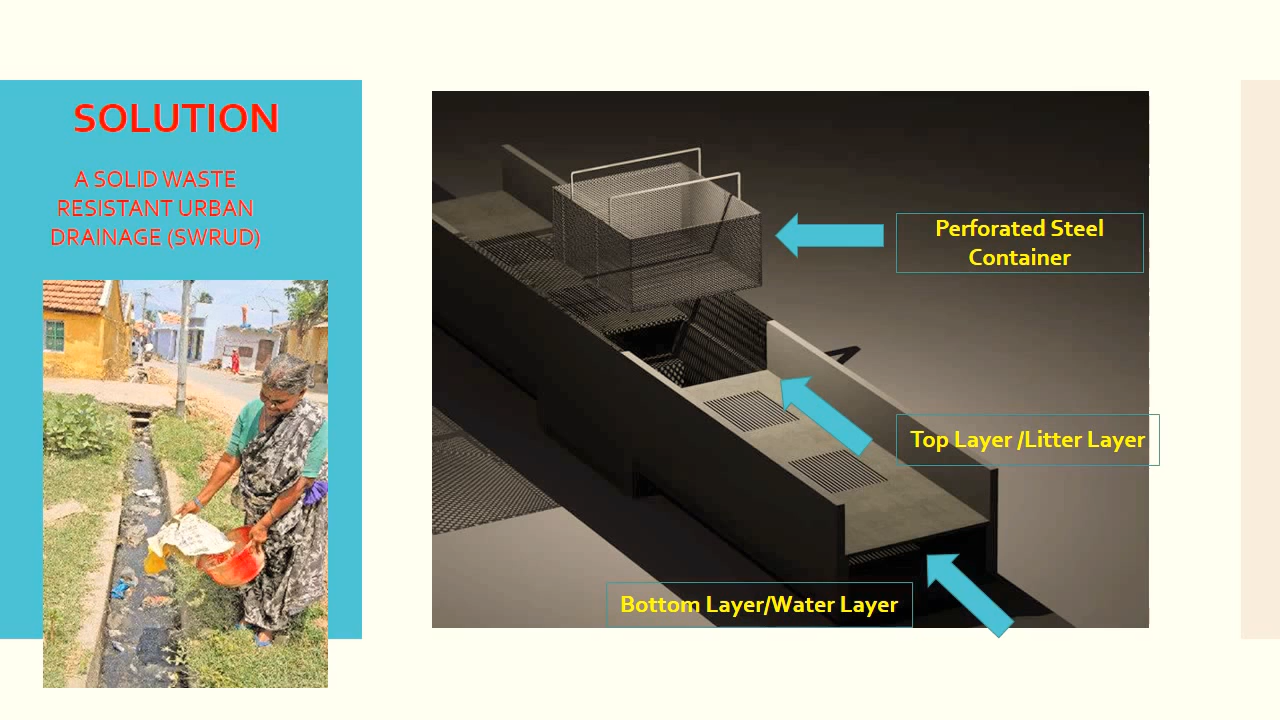 SOLUTION
A SOLID WASTE
RESISTANT URBAN
DRAINAGE (SWRUD)
Perforated Steel
Container
Top Layer /Litter Layer
Bottom Layer/Water Layer